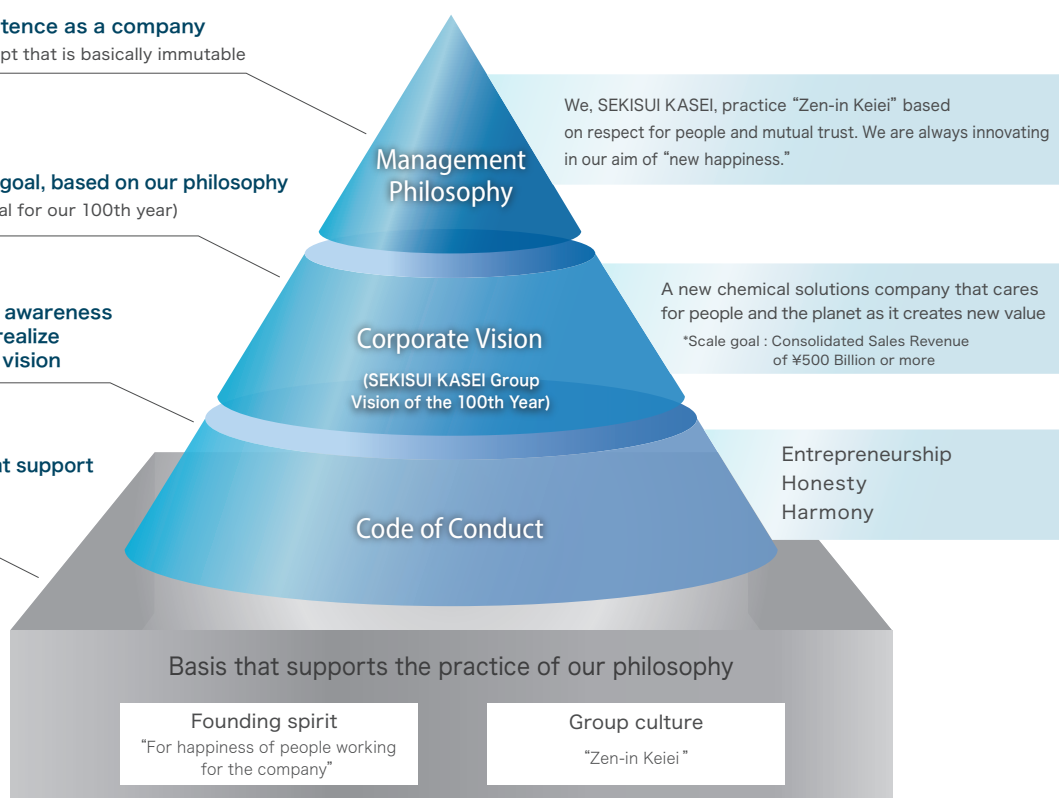 tence as a company
pt that is basically immutable
We, SEKISUI KASEI, practice “Zen-in Keiei” based
on respect for people and mutual trust. We are always innovating
in our aim of “new happiness.”
Management
Philosophy
goal, based on our philosophy
al for our 100th year)
A new chemical solutions company that cares
for people and the planet as it creates new value
*Scale goal : Consolidated Sales Revenue
of ¥500 Billion or more
awareness
realize
vision
Corporate Vision
(SEKISUI KASEI Group
Vision of the 100th Year)
Entrepreneurship
Honesty
Harmony
at support
Code of Conduct
Basis that supports the practice of our philosophy
Founding spirit
“For happiness of people working
for the company”
Group culture
“Zen-in Keiei”